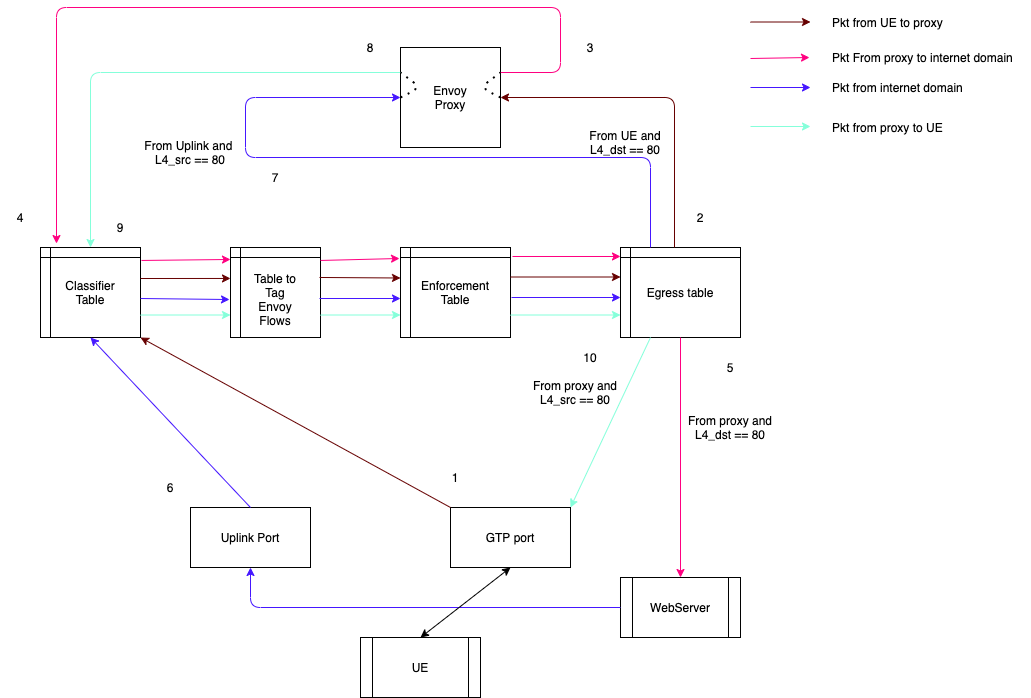 Pkt from UE to proxy
Pkt From proxy to internet domain
Pkt from internet domain
Pkt from proxy to UE
8
3
Envoy
Proxy
From Uplink and
L4_src == 80
From UE and
L4_dst == 80
7
4
9
2
Classifier
Table
Table to
Tag
Envoy
Flows
Enforcement
Table
Egress table
10
5
From proxy and
L4_src == 80
From proxy and
L4_dst == 80
6
1
Uplink Port
GTP port
WebServer
UE